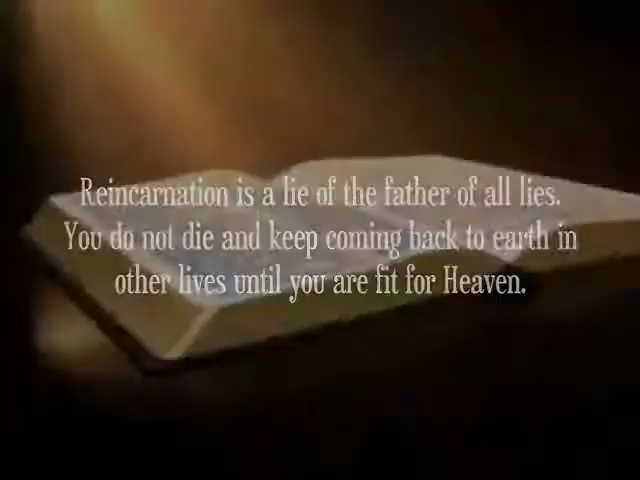 Reincarnation is a lie of the father of all lies.
You do not die and keep coming back to earth in
other lives until you are fit for Heaven.